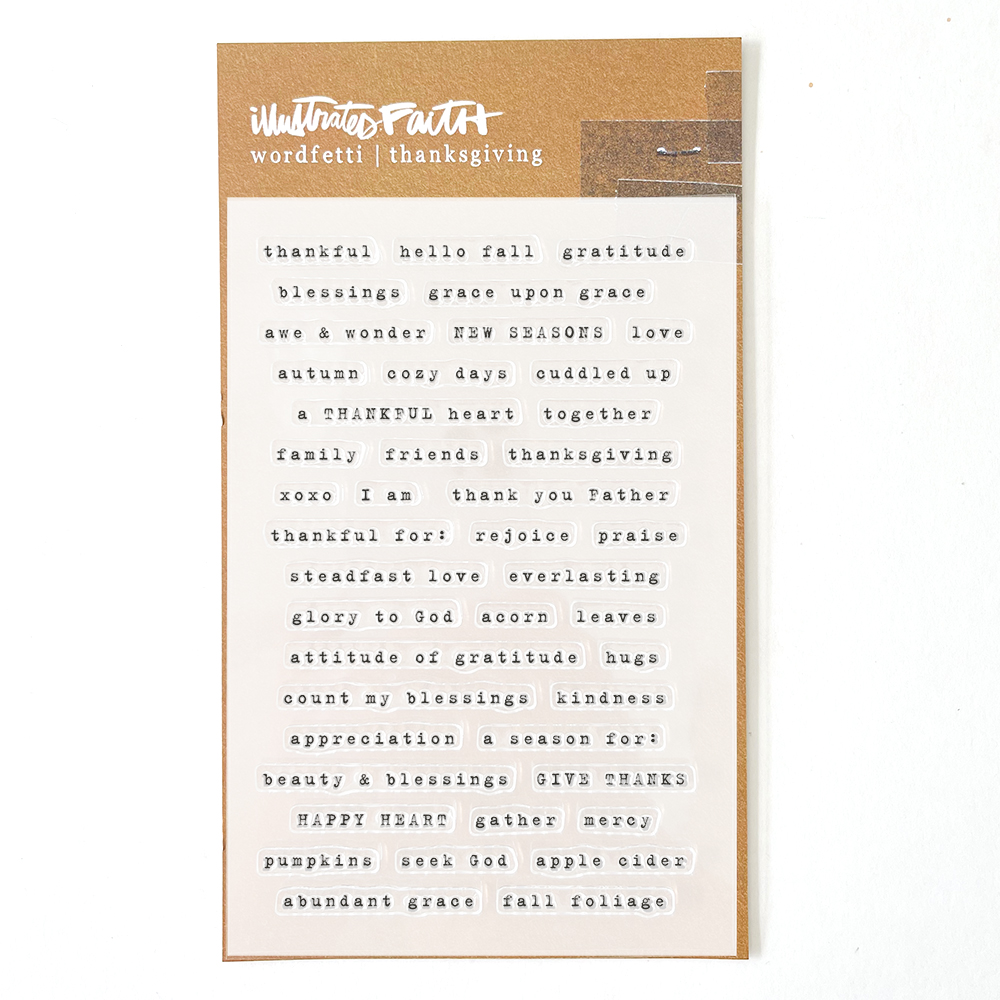 illustrated FAITH
wordfetti | thanksgiving
thankful hello fall gratitude
blessings grace upon grace
awe & wonder NEW SEASONS love
autumn cozy days cuddled up
a THANKFUL heart together
family friends thanksgiving
xoxo I am thank you Father
thankful for: rejoice praise
steadfast love everlasting
glory to God acorn leaves
attitude of gratitude hugs
count my blessings kindness
appreciation a season for:
beauty & blessings GIVE THANKS
HAPPY HEART gather mercy
pumpkins seek God apple cider
abundant grace fall foliage